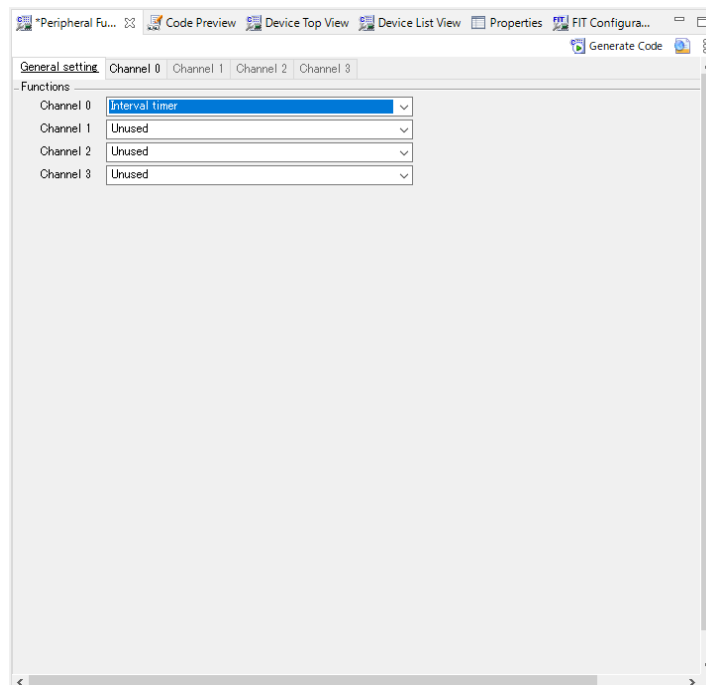 *Peripheral Fu... Code Preview Device Top View Device List View Properties FIT FIT Configura...
Generate Code
General setting Channel 0 Channel 1 Channel 2 Channel 3
Functions
Channel 0 Interval timer
Channel 1 Unused
Channel 2 Unused
Channel 3 Unused